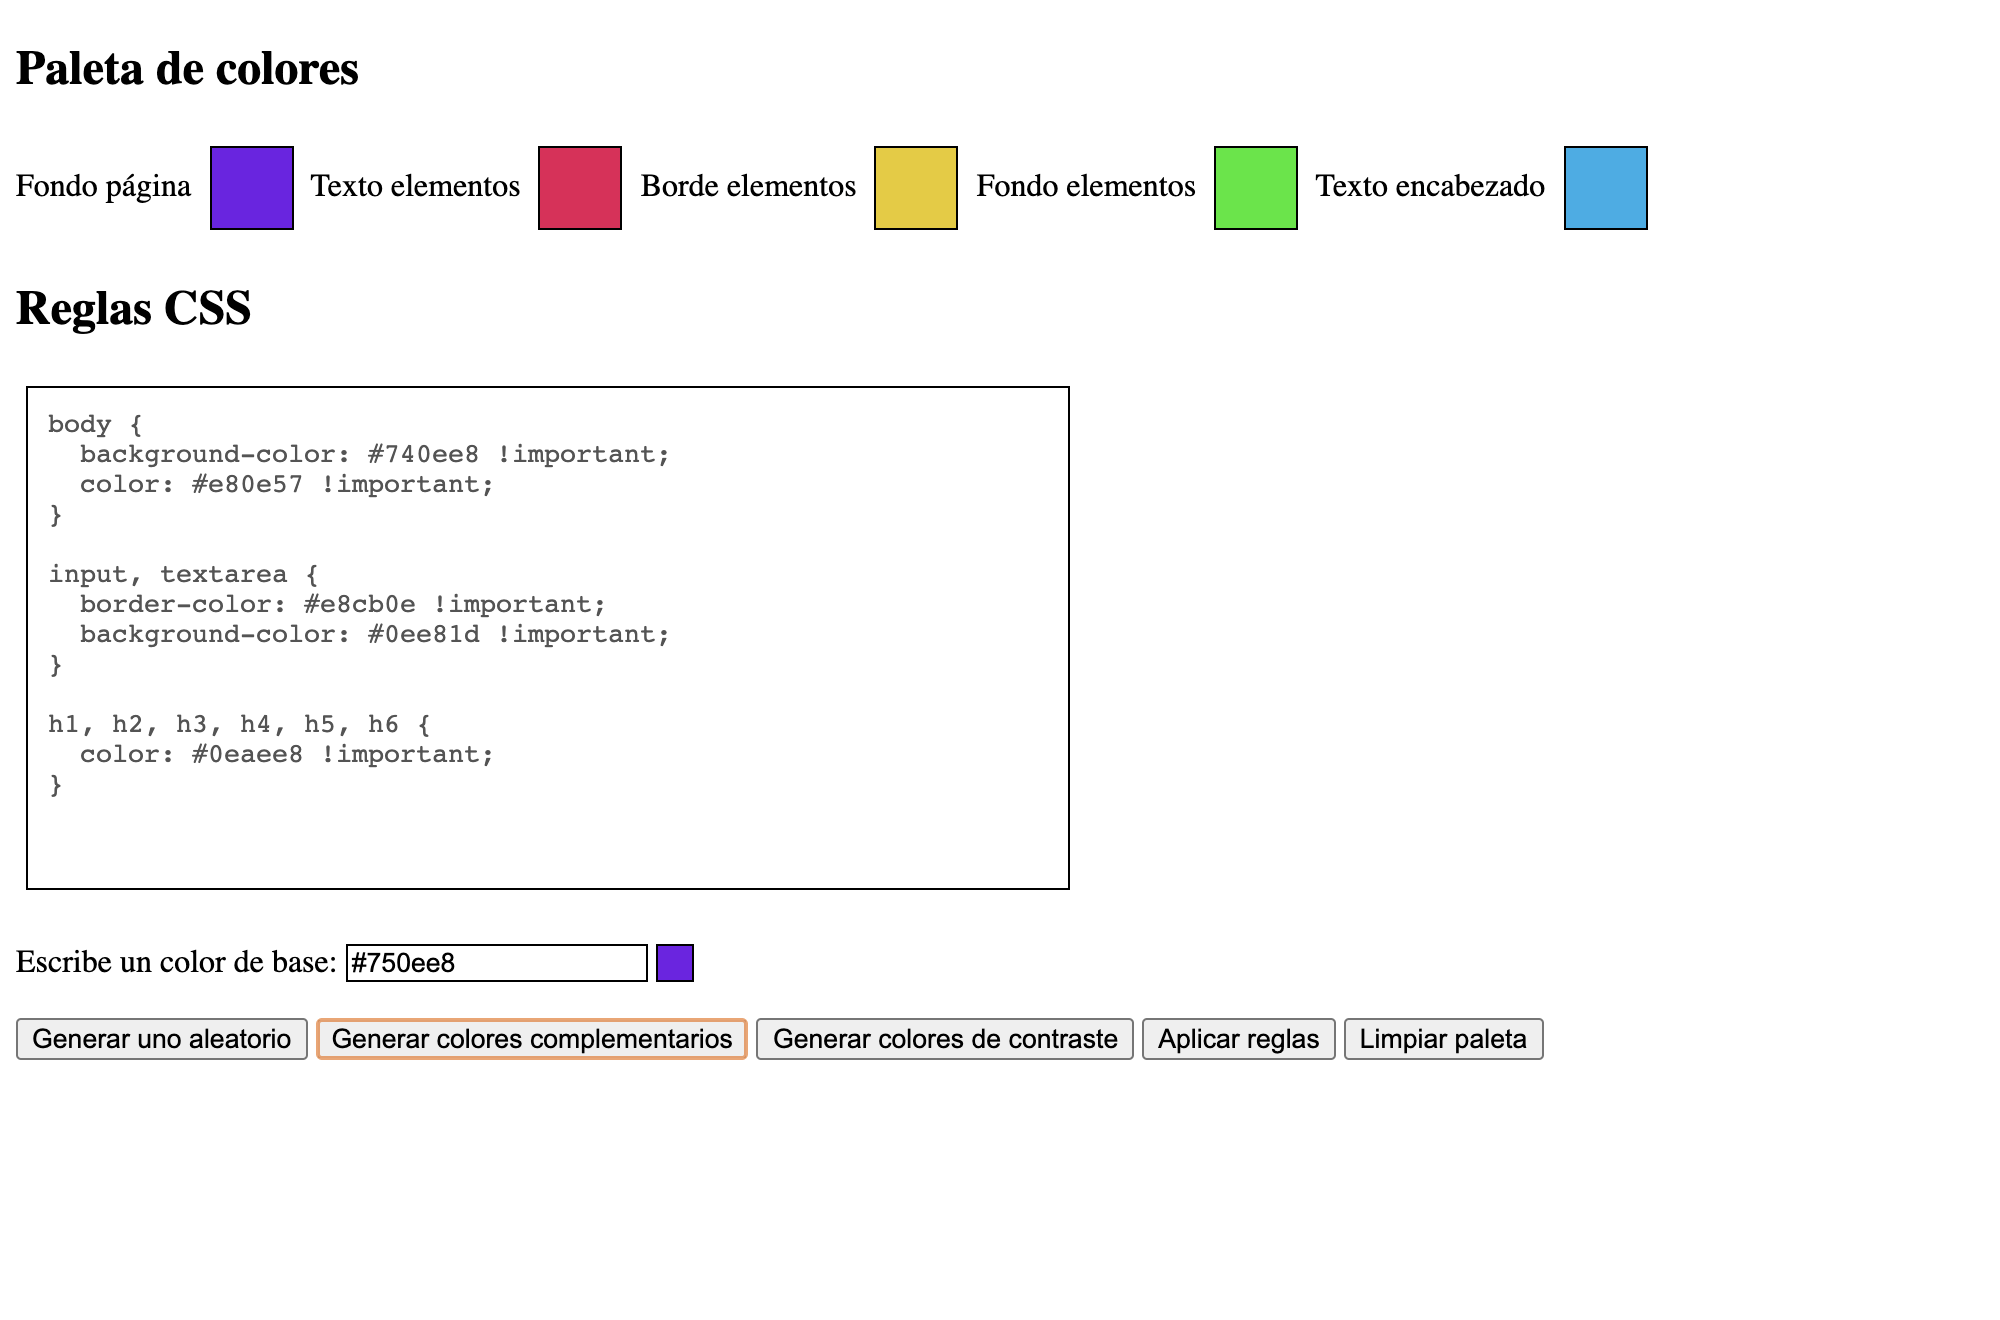 Paleta de colores
Fondo página Texto elementos Borde elementos Fondo elementos Texto encabezado
Reglas CSS
body {
  background-color: #740ee8 !important;
  color: #e80e57 !important;
}
input, textarea {
  border-color: #e8cb0e !important;
  background-color: #0ee81d !important;
}
h1, h2, h3, h4, h5, h6 {
  color: #0eaee8 !important;
}
Escribe un color de base: #750ee8
Generar uno aleatorio Generar colores complementarios Generar colores de contraste Aplicar reglas Limpiar paleta